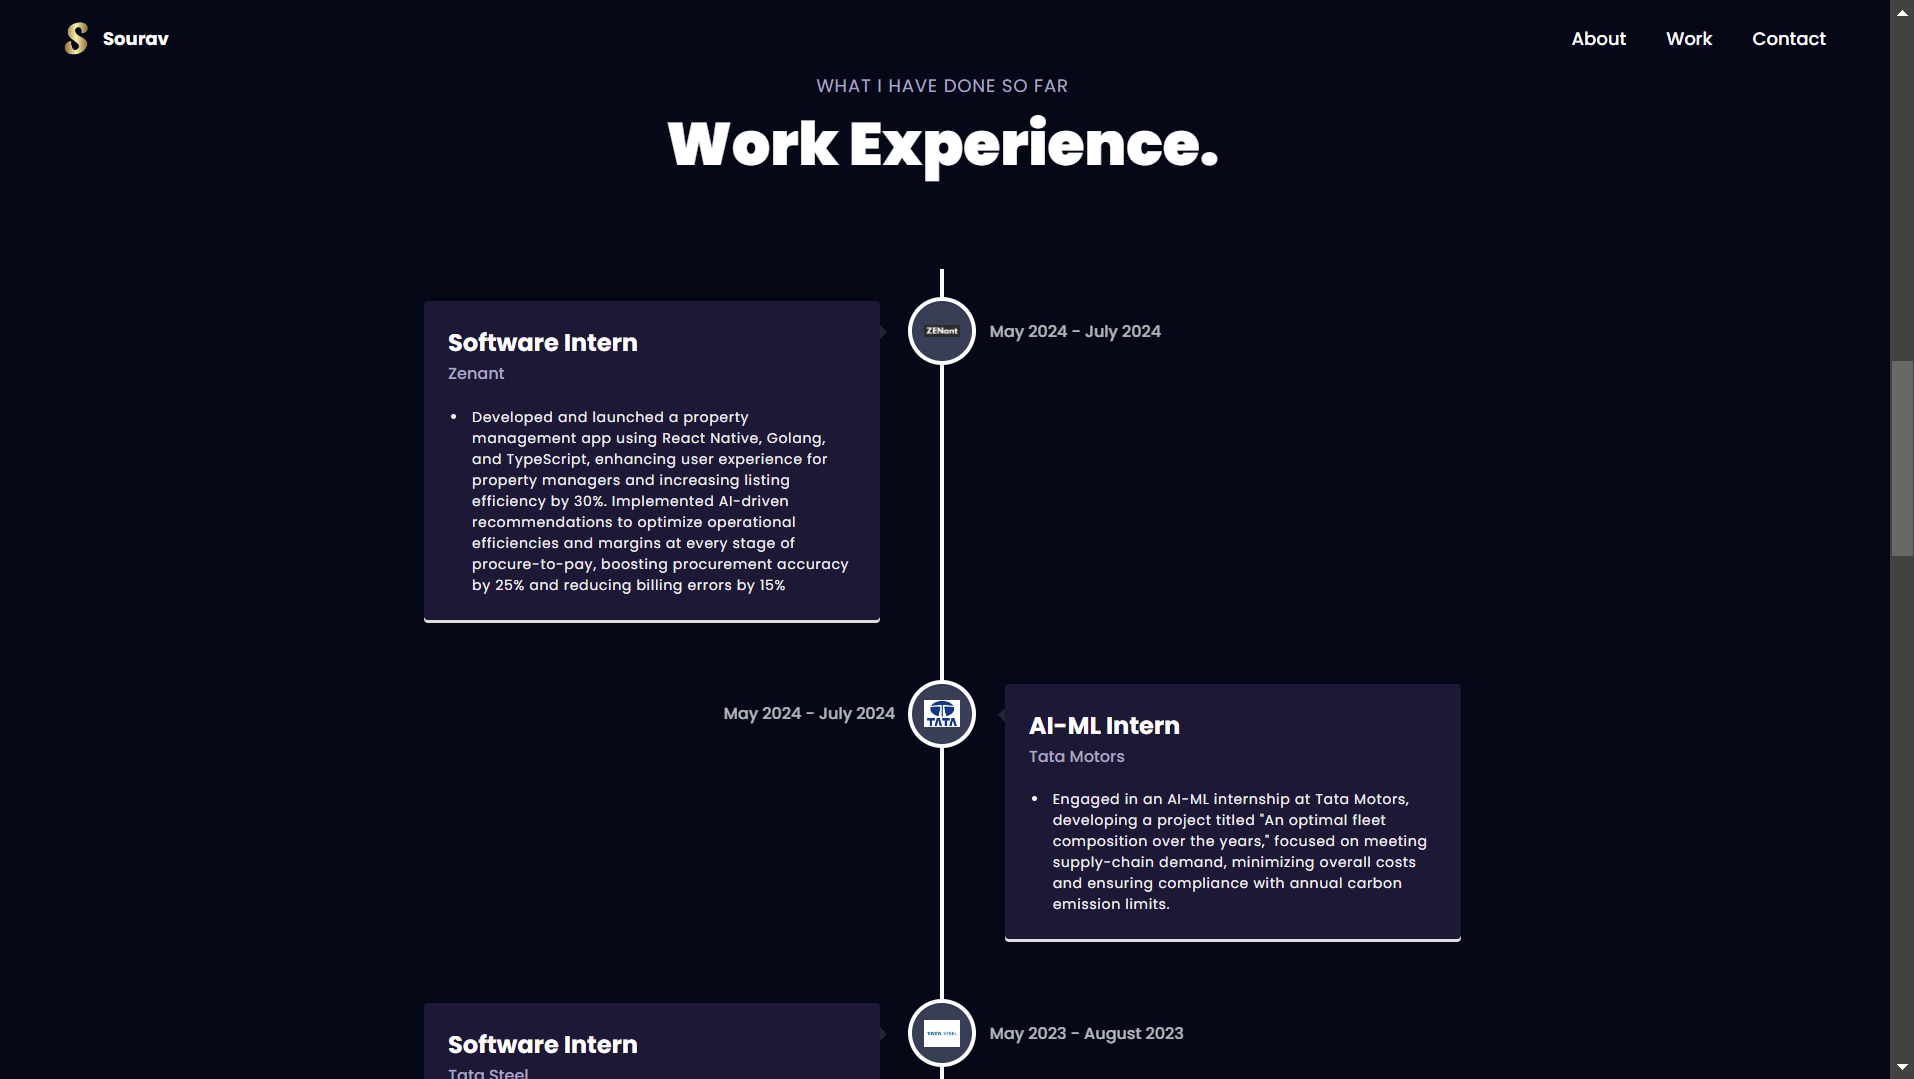 Sourav
About
Work
Contact
WHAT I HAVE DONE SO FAR
Work Experience.
Software Intern
Zenant
• Developed and launched a property
management app using React Native, Golang,
and TypeScript, enhancing user experience for
property managers and increasing listing
efficiency by 30%. Implemented AI-driven
recommendations to optimize operational
efficiencies and margins at every stage of
procure-to-pay, boosting procurement accuracy
by 25% and reducing billing errors by 15%
ZENant
May 2024 - July 2024
May 2024 - July 2024
TATA
AI-ML Intern
Tata Motors
• Engaged in an AI-ML internship at Tata Motors,
developing a project titled "An optimal fleet
composition over the years," focused on meeting
supply-chain demand, minimizing overall costs
and ensuring compliance with annual carbon
emission limits.
Software Intern
Tata Steel
TATA STEEL
May 2023 - August 2023